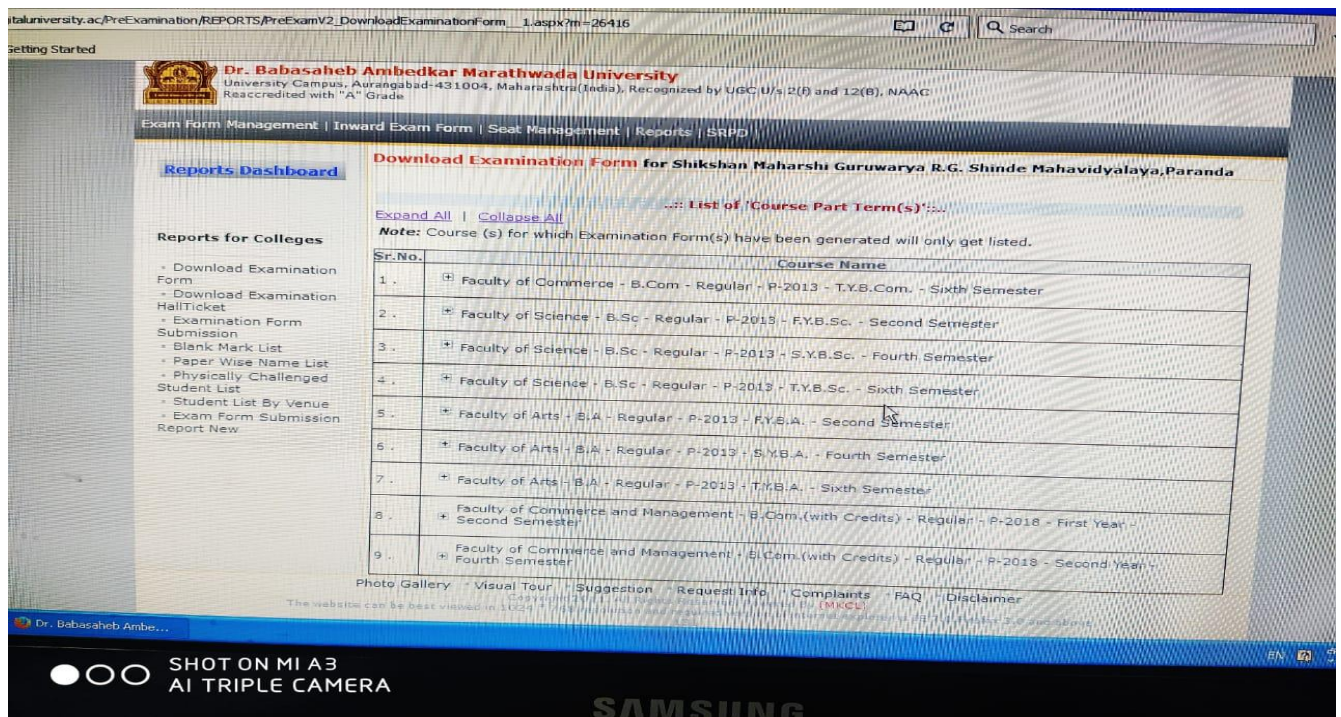 italuniversity.ac/PreExamination/REPORTS/PreExamV2_DownloadExaminationForm__1.aspx?m=26416
Search
Getting Started
Dr. Babasaheb Ambedkar Marathwada University
University Campus, Aurangabad-431004, Maharashtra(India), Recognized by UGC U/s 2(f) and 12(B), NAAC
Reaccredited with "A" Grade
Exam Form Management | Inward Exam Form | Seat Management | Reports | SRPD |
Reports Dashboard
Reports for Colleges
Download Examination
Form
Download Examination
HallTicket
Examination Form
Submission
Blank Mark List
Paper Wise Name List
Physically Challenged
Student List
Student List By Venue
Exam Form Submission
Report New
Download Examination Form for Shikshan Maharshi Guruwarya R.G. Shinde Mahavidyalaya,Paranda
..:: List of 'Course Part Term(s)'::..
Expand All | Collapse All
Note: Course (s) for which Examination Form(s) have been generated will only get listed.
Sr.No. Course Name
1 . Faculty of Commerce - B.Com - Regular - P-2013 - T.Y.B.Com. - Sixth Semester
2 . Faculty of Science - B.Sc - Regular - P-2013 - F.Y.B.Sc. - Second Semester
3 . Faculty of Science - B.Sc - Regular - P-2013 - S.Y.B.Sc. - Fourth Semester
4 . Faculty of Science - B.Sc - Regular - P-2013 - T.Y.B.Sc. - Sixth Semester
5 . Faculty of Arts - B.A - Regular - P-2013 - F.Y.B.A. - Second Semester
6 . Faculty of Arts - B.A - Regular - P-2013 - S.Y.B.A. - Fourth Semester
7 . Faculty of Arts - B.A - Regular - P-2013 - T.Y.B.A. - Sixth Semester
8 . Faculty of Commerce and Management - B.Com.(with Credits) - Regular - P-2018 - First Year -
Second Semester
9 . Faculty of Commerce and Management - B.Com.(with Credits) - Regular - P-2018 - Second Year -
Fourth Semester
Photo Gallery Visual Tour Suggestion Request Info Complaints FAQ Disclaimer
(MKCL)
The website can be best viewed in 1024
Dr. Babasaheb Ambe...
EN
SHOT ON MI A3
AI TRIPLE CAMERA
SAMSUNG